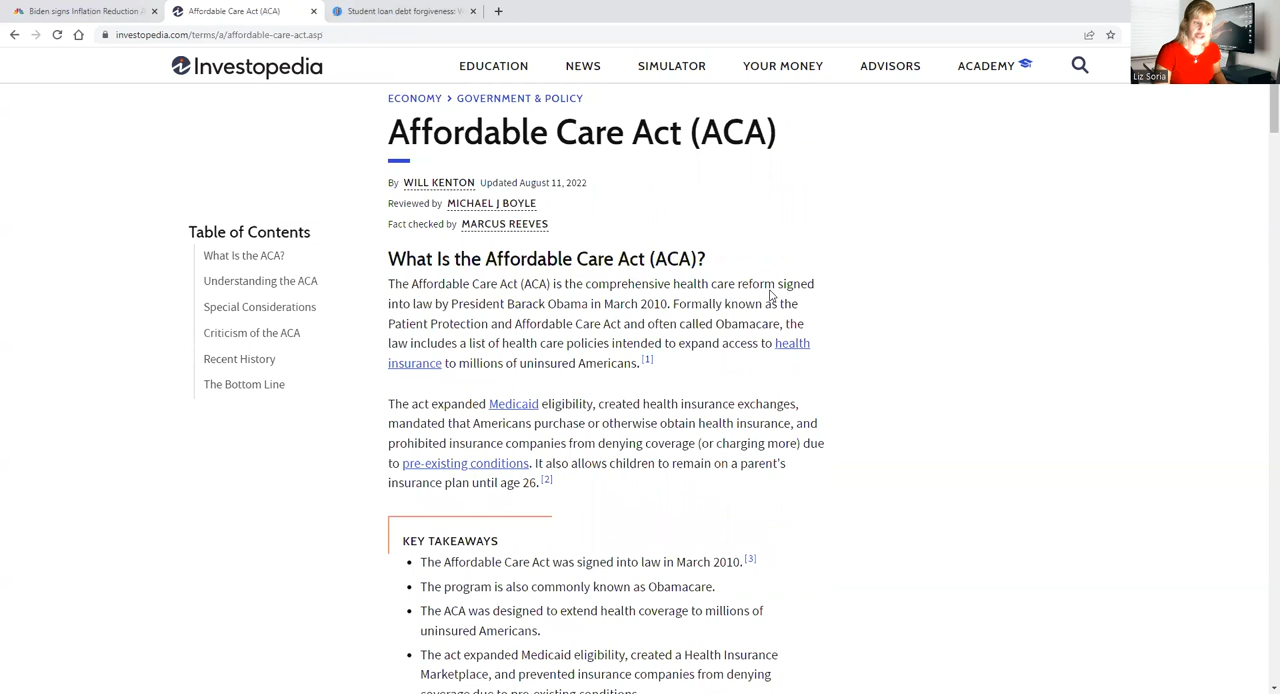 Biden signs Inflation Reduction A
Affordable Care Act (ACA)
Student loan debt forgiveness: W
investopedia.com/terms/a/affordable-care-act.asp
Investopedia
EDUCATION NEWS SIMULATOR YOUR MONEY ADVISORS ACADEMY
Liz Soria
ECONOMY > GOVERNMENT & POLICY
Affordable Care Act (ACA)
By WILL KENTON Updated August 11, 2022
Reviewed by MICHAEL J BOYLE
Fact checked by MARCUS REEVES
Table of Contents
What Is the ACA?
Understanding the ACA
Special Considerations
Criticism of the ACA
Recent History
The Bottom Line
What Is the Affordable Care Act (ACA)?
The Affordable Care Act (ACA) is the comprehensive health care reform signed
into law by President Barack Obama in March 2010. Formally known as the
Patient Protection and Affordable Care Act and often called Obamacare, the
law includes a list of health care policies intended to expand access to health
insurance to millions of uninsured Americans. [1]
The act expanded Medicaid eligibility, created health insurance exchanges,
mandated that Americans purchase or otherwise obtain health insurance, and
prohibited insurance companies from denying coverage (or charging more) due
to pre-existing conditions. It also allows children to remain on a parent's
insurance plan until age 26. [2]
KEY TAKEAWAYS
• The Affordable Care Act was signed into law in March 2010. [3]
• The program is also commonly known as Obamacare.
• The ACA was designed to extend health coverage to millions of
uninsured Americans.
• The act expanded Medicaid eligibility, created a Health Insurance
Marketplace, and prevented insurance companies from denying
coverage due to pre-existing conditions.